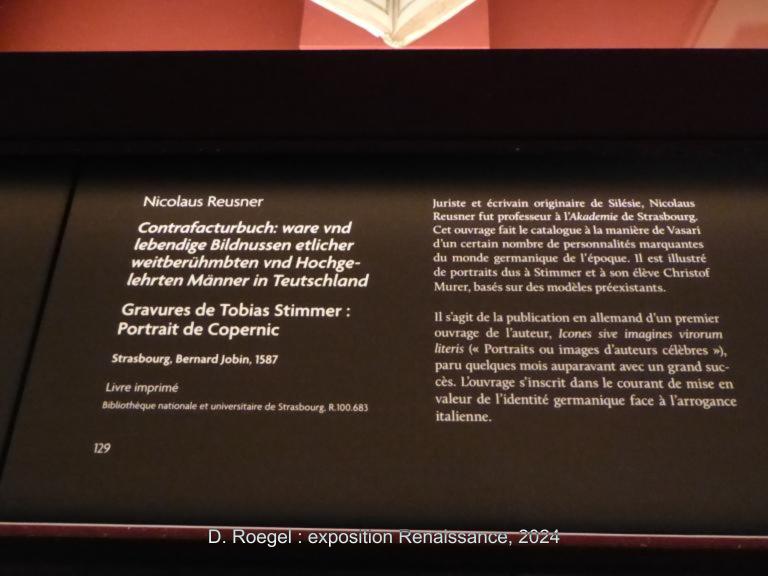 Nicolaus Reusner
Contrafacturbuch: ware vnd
lebendige Bildnussen etlicher
weitberühmbten vnd Hochge-
lehrten Männer in Teutschland
Gravures de Tobias Stimmer :
Portrait de Copernic
Strasbourg, Bernard Jobin, 1587
Livre imprimé
Bibliothèque nationale et universitaire de Strasbourg, R.100.683
129
Juriste et écrivain originaire de Silésie, Nicolaus
Reusner fut professeur à l'Akademie de Strasbourg.
Cet ouvrage fait le catalogue à la manière de Vasari
d'un certain nombre de personnalités marquantes
du monde germanique de l'époque. Il est illustré
de portraits dus à Stimmer et à son élève Christof
Murer, basés sur des modèles préexistants.
Il s'agit de la publication en allemand d'un premier
ouvrage de l'auteur, Icones sive imagines virorum
literis (« Portraits ou images d'auteurs célèbres »),
paru quelques mois auparavant avec un grand suc-
cès. L'ouvrage s'inscrit dans le courant de mise en
valeur de l'identité germanique face à l'arrogance
italienne.
D. Roegel : exposition Renaissance, 2024